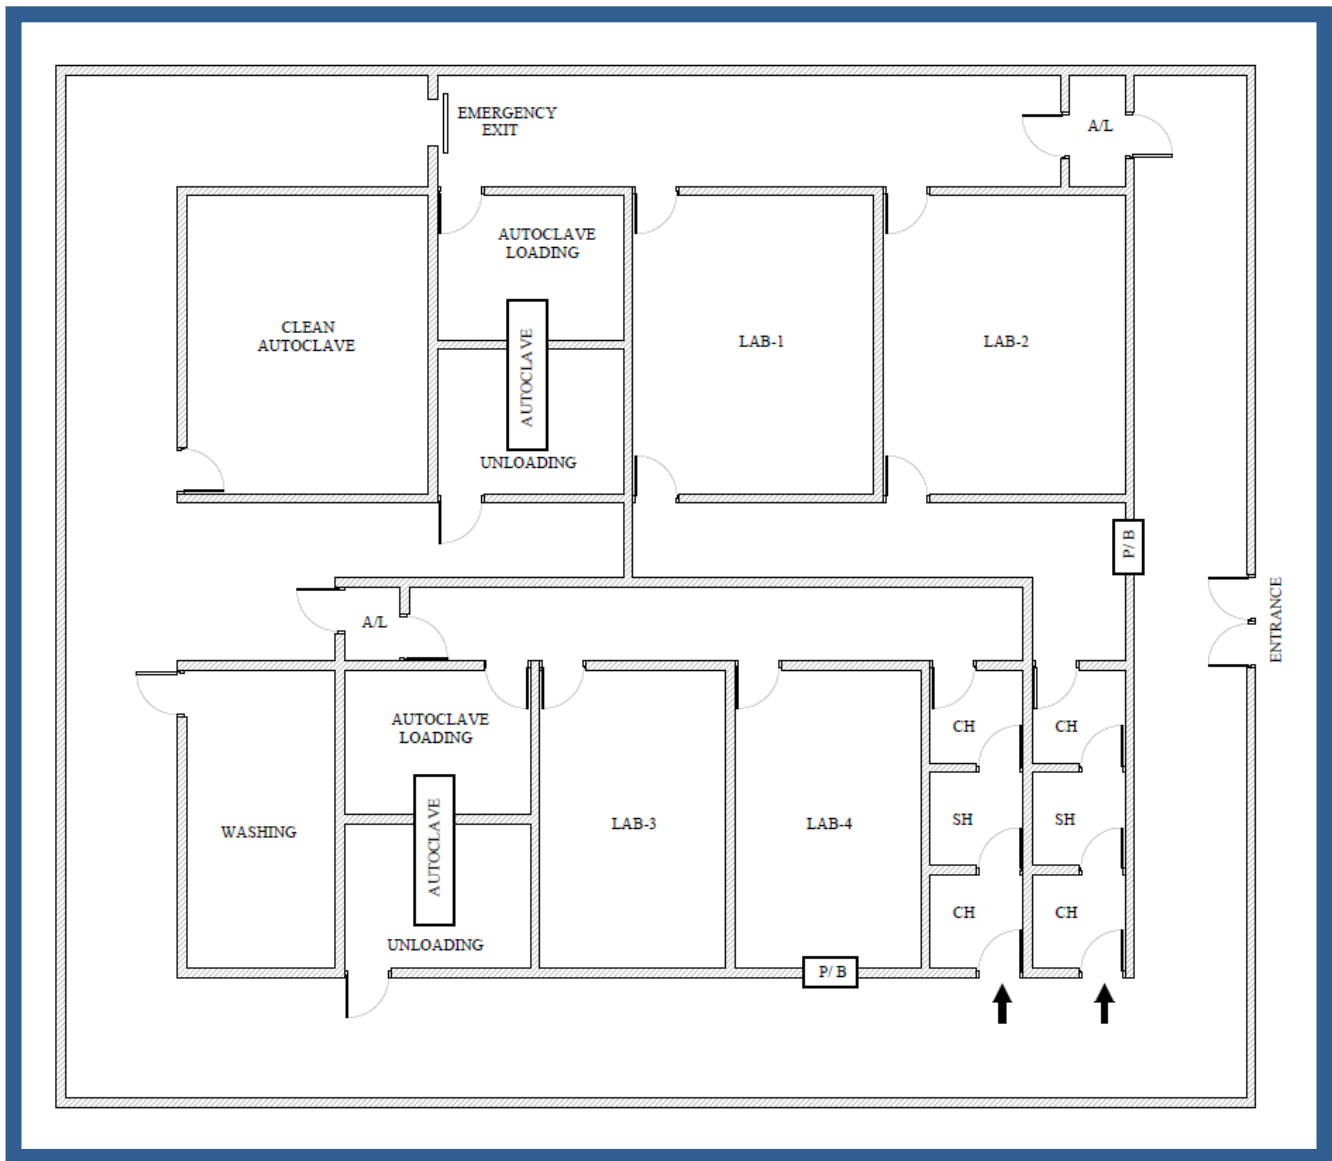 EMERGENCY
EXIT
A/L
AUTOCLAVE
LOADING
CLEAN
AUTOCLAVE
AUTOCLAVE
LAB-1
LAB-2
UNLOADING
P/ B
ENTRANCE
A/L
AUTOCLAVE
LOADING
CH
CH
WASHING
AUTOCLAVE
LAB-3
LAB-4
SH
SH
CH
CH
UNLOADING
P/ B